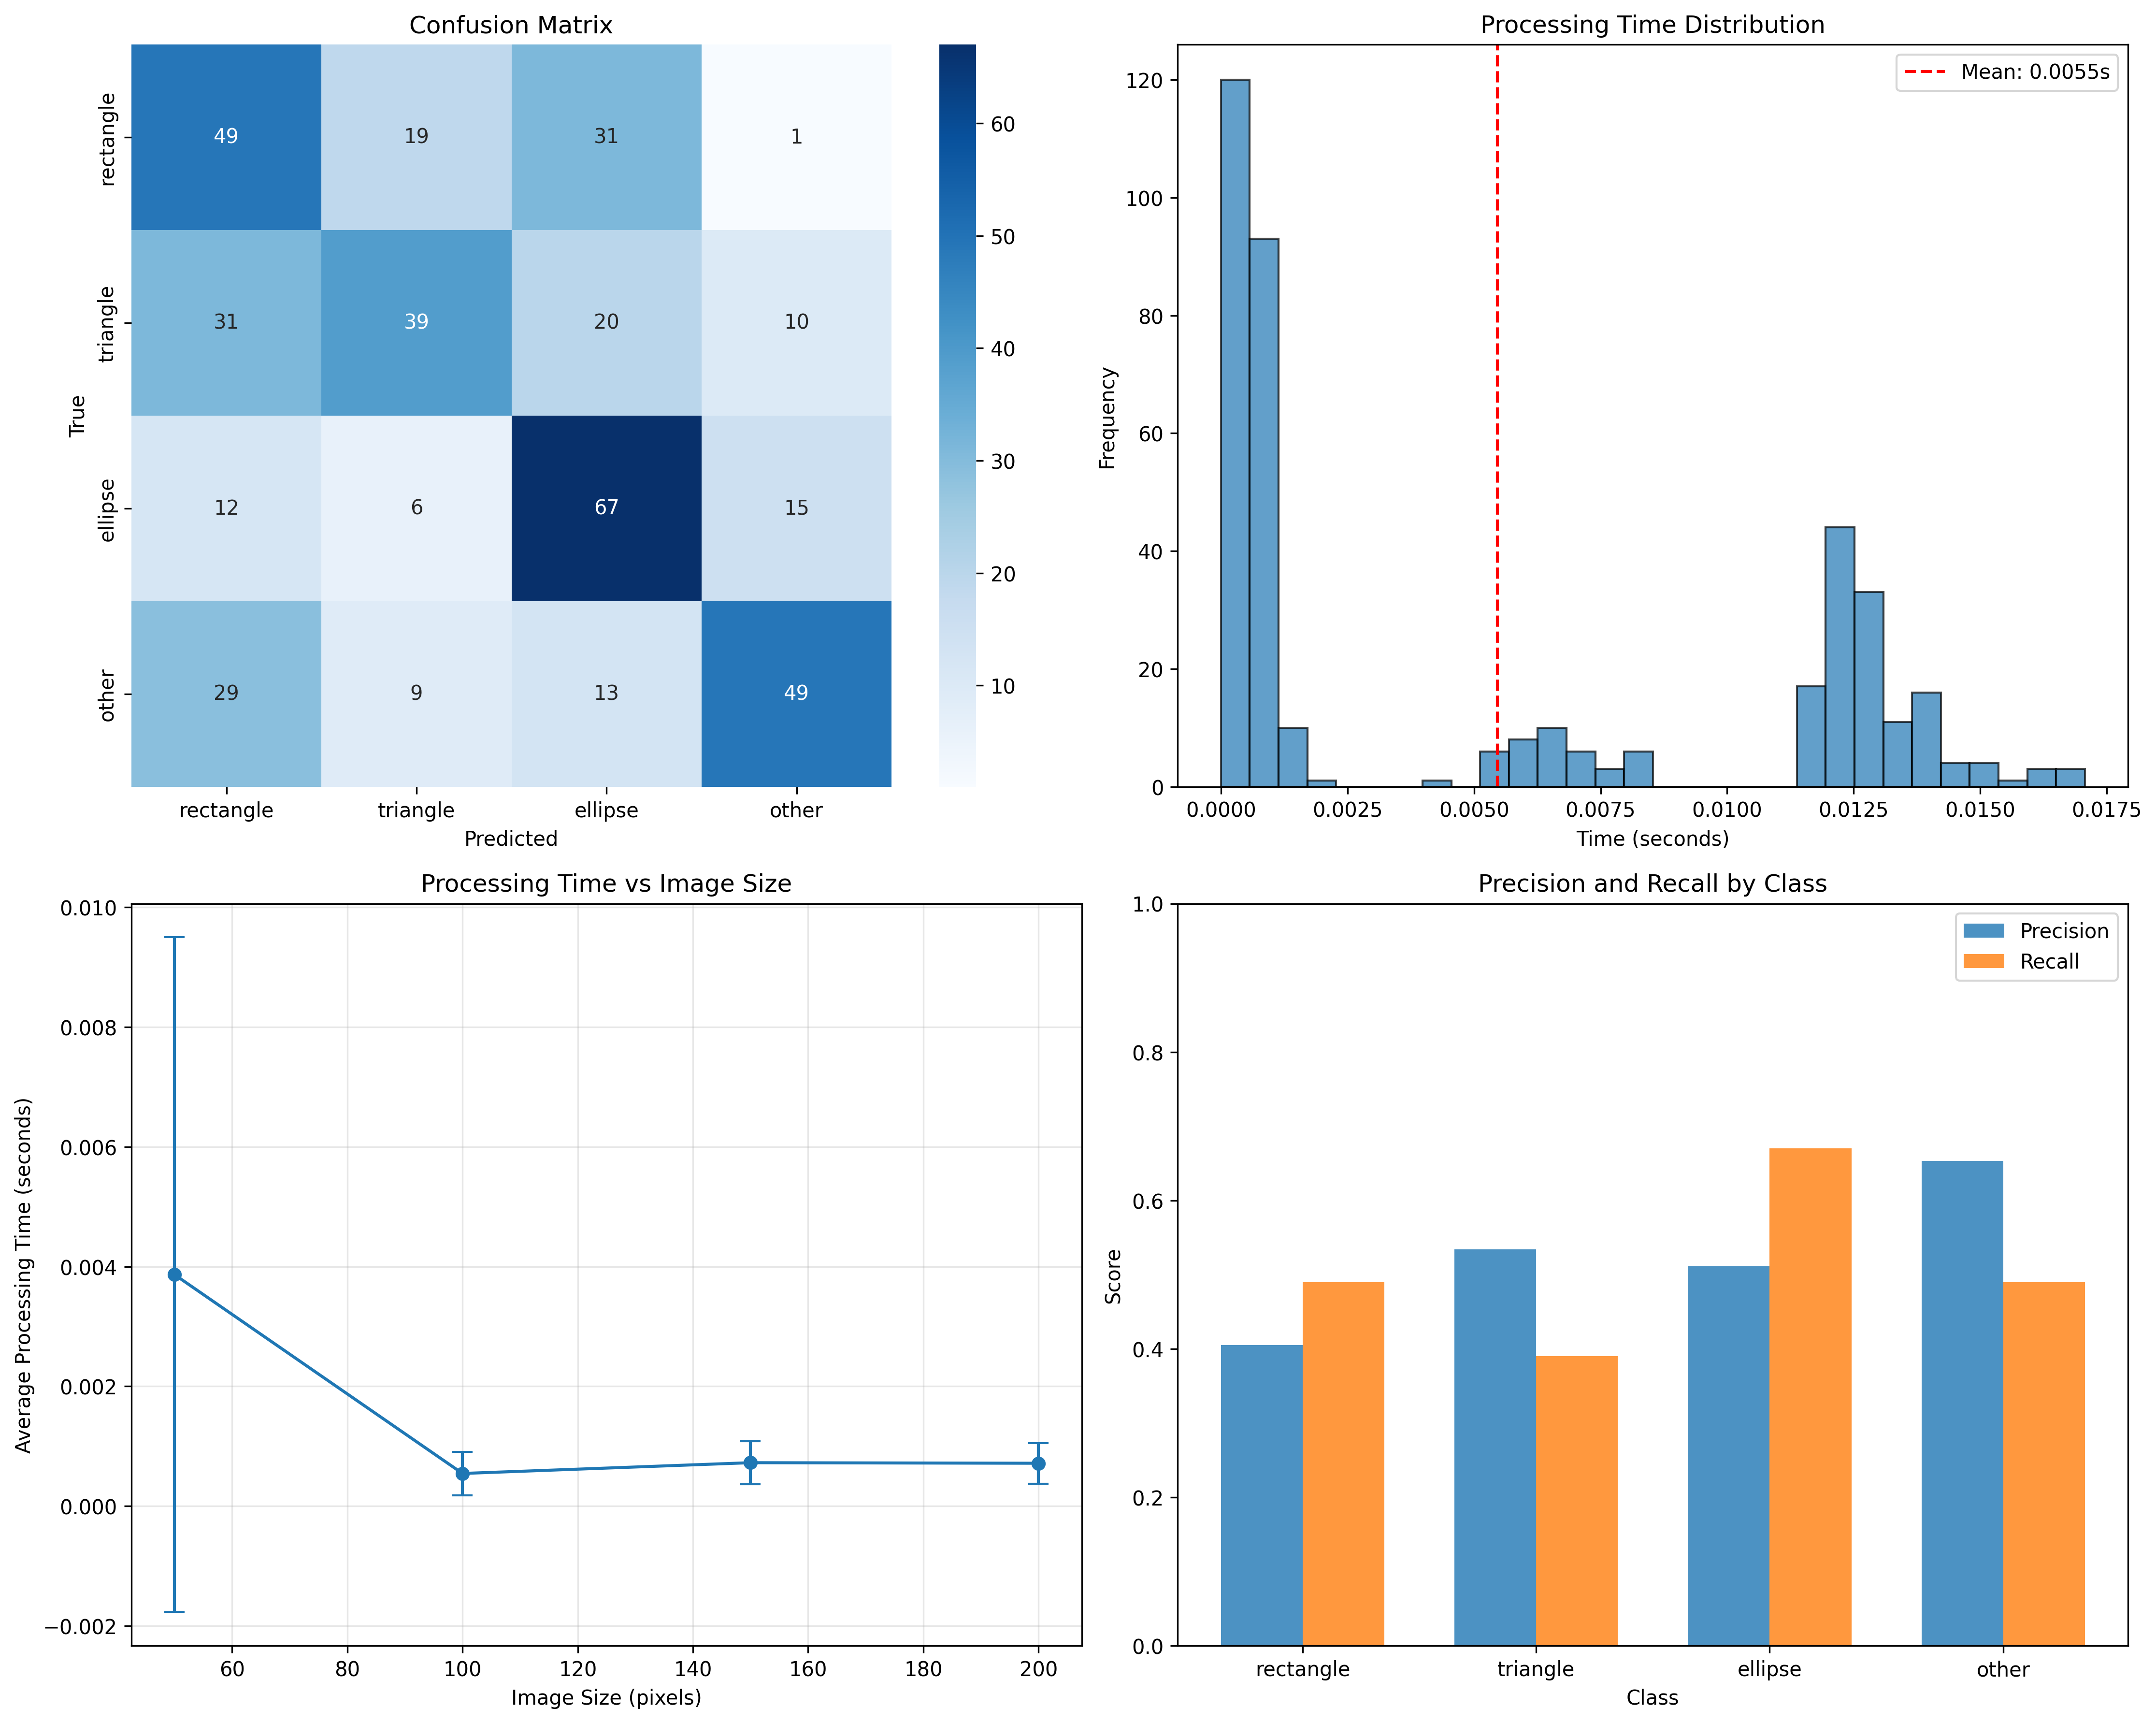 Confusion Matrix
49 19 31 1
31 39 20 10
12 6 67 15
29 9 13 49
rectangle
triangle
ellipse
other
True
rectangle triangle ellipse other
Predicted
60
50
40
30
20
10
Processing Time Distribution
Mean: 0.0055s
120
100
80
60
40
20
0
Frequency
0.0000 0.0025 0.0050 0.0075 0.0100 0.0125 0.0150 0.0175
Time (seconds)
Processing Time vs Image Size
0.010
0.008
0.006
0.004
0.002
0.000
−0.002
Average Processing Time (seconds)
60 80 100 120 140 160 180 200
Image Size (pixels)
Precision and Recall by Class
Precision
Recall
1.0
0.8
0.6
0.4
0.2
0.0
Score
rectangle triangle ellipse other
Class